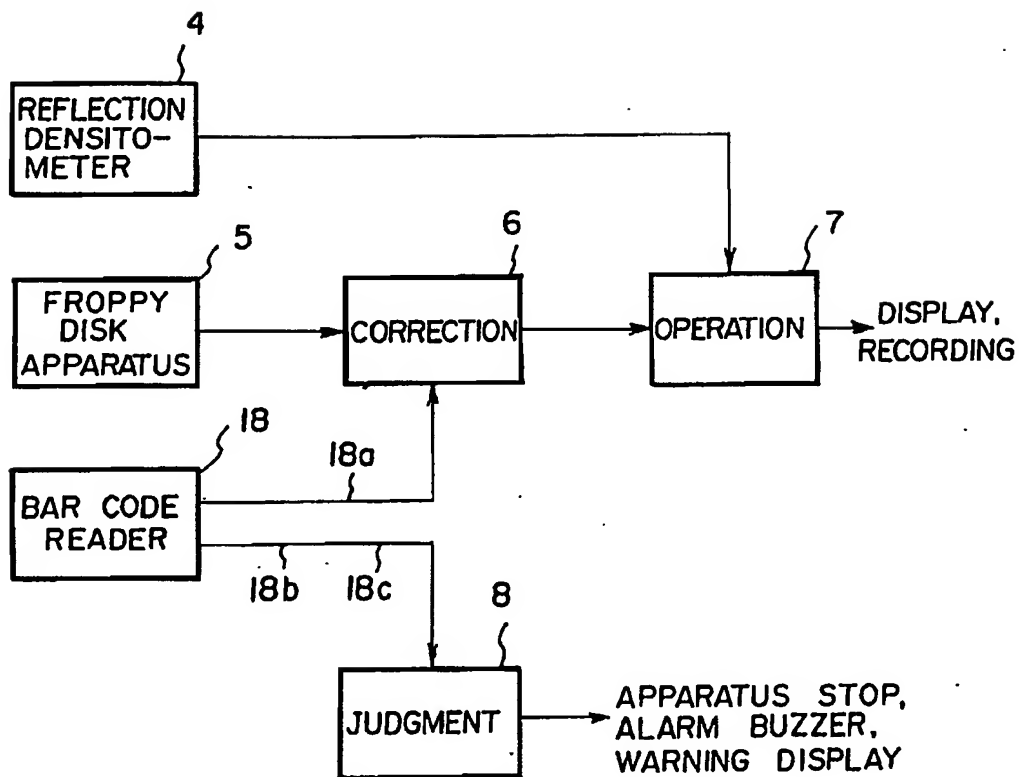 4
REFLECTION
DENSITO-
METER
5
FROPPY
DISK
APPARATUS
6
CORRECTION
7
OPERATION
DISPLAY,
RECORDING
18
BAR CODE
READER
18a
18b
18c
8
JUDGMENT
APPARATUS STOP,
ALARM BUZZER,
WARNING DISPLAY